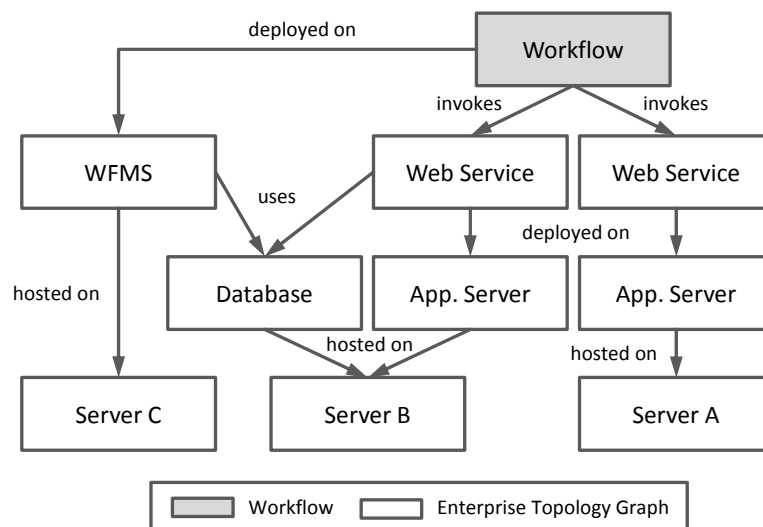 deployed on
Workflow
invokes
invokes
WFMS
Web Service
Web Service
uses
deployed on
Database
App. Server
App. Server
hosted on
hosted on
hosted on
Server C
Server B
Server A
Workflow
Enterprise Topology Graph